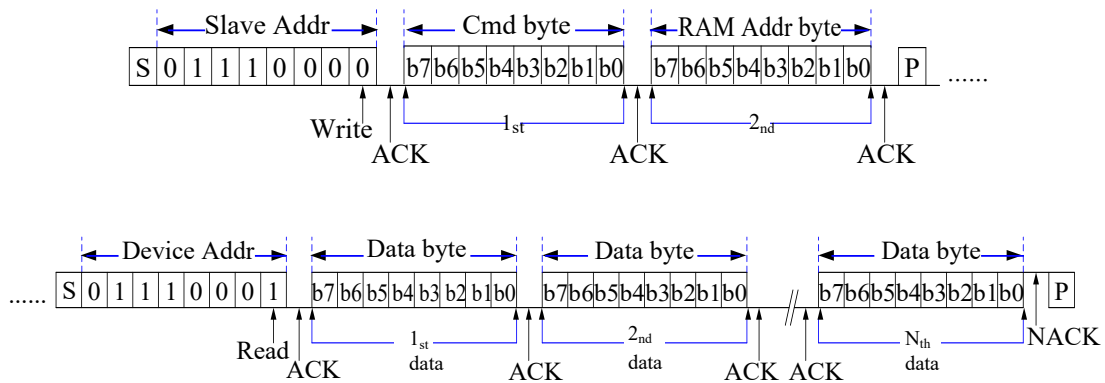 Slave Addr Cmd byte RAM Addr byte
S 0 1 1 1 0 0 0 0 b7 b6 b5 b4 b3 b2 b1 b0 b7 b6 b5 b4 b3 b2 b1 b0 P ......
Write 1st 2nd
ACK ACK ACK
Device Addr Data byte Data byte Data byte
...... S 0 1 1 1 0 0 0 1 b7 b6 b5 b4 b3 b2 b1 b0 b7 b6 b5 b4 b3 b2 b1 b0 // b7 b6 b5 b4 b3 b2 b1 b0 P
Read 1st 2nd Nth NACK
ACK data ACK data ACK ACK data